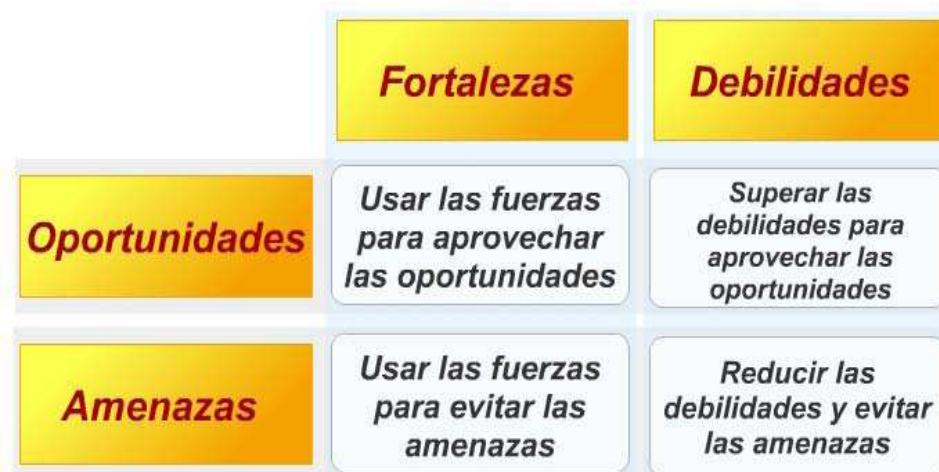 Fortalezas
Debilidades
Oportunidades
Usar las fuerzas
para aprovechar
las oportunidades
Superar las
debilidades para
aprovechar las
oportunidades
Amenazas
Usar las fuerzas
para evitar las
amenazas
Reducir las
debilidades y evitar
las amenazas